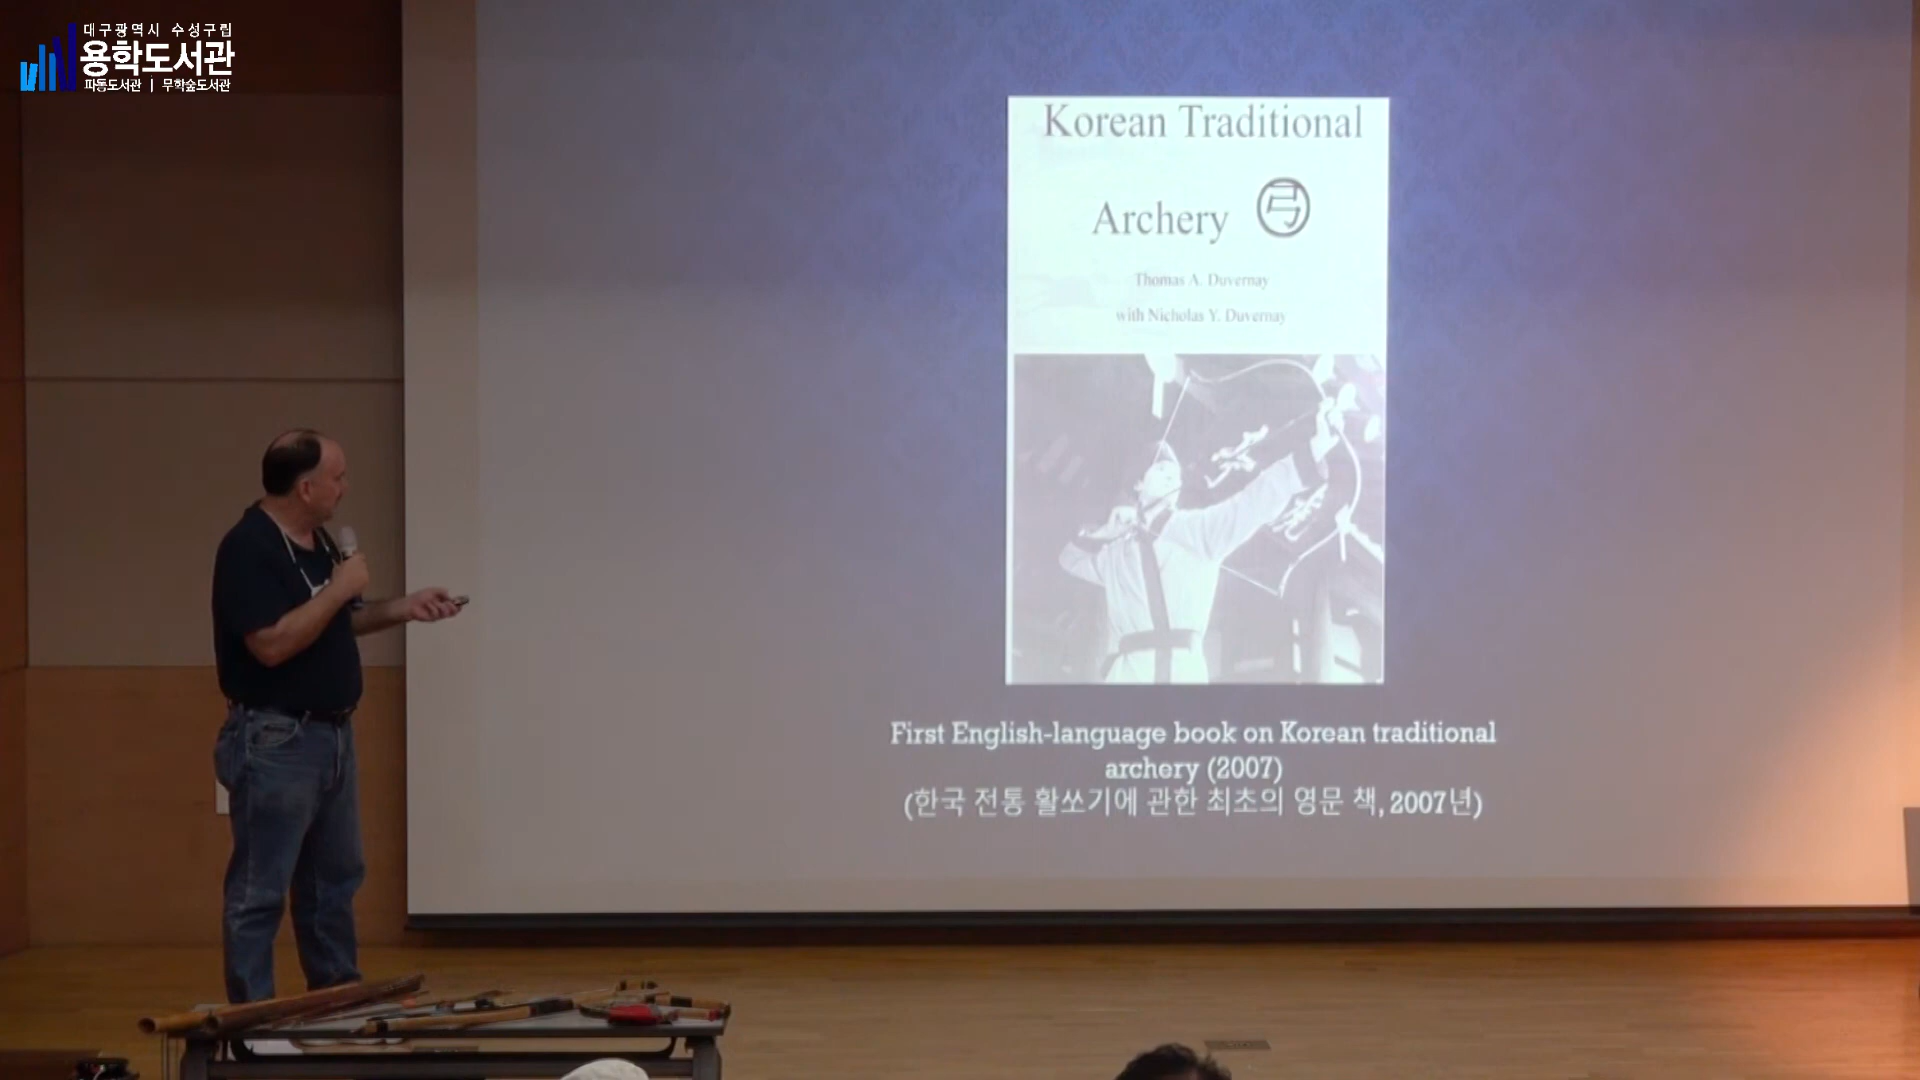 대구광역시 수성구립
용학도서관
파동도서관 | 무학숲도서관
Korean Traditional
Archery 弓
Thomas A. Duvernay
with Nicholas Y. Duvernay
First English-language book on Korean traditional
archery (2007)
(한국 전통 활쏘기에 관한 최초의 영문 책, 2007년)